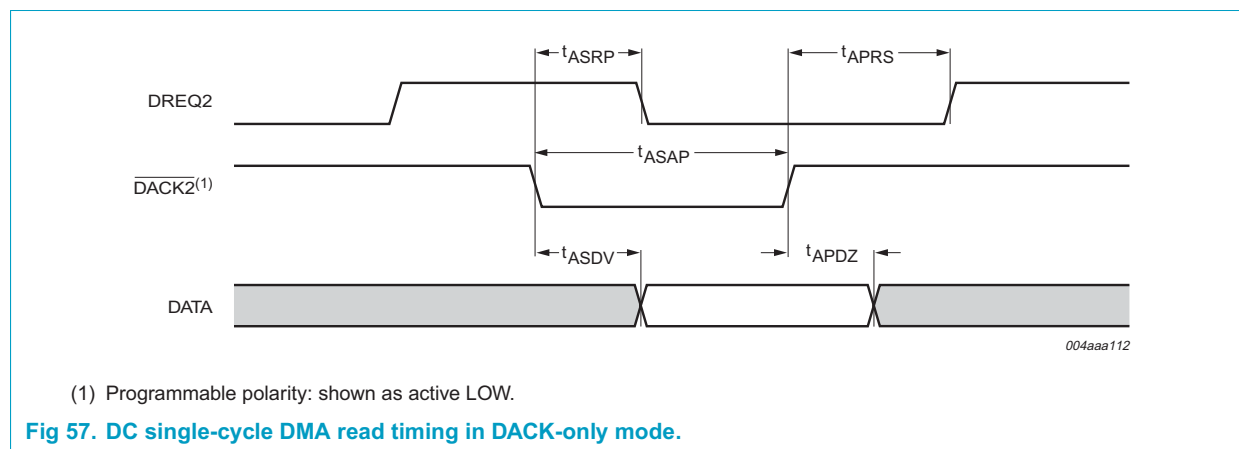 tASRP
tAPRS
DREQ2
tASAP
DACK2(1)
tASDV
tAPDZ
DATA
004aaa112
(1) Programmable polarity: shown as active LOW.
Fig 57. DC single-cycle DMA read timing in DACK-only mode.